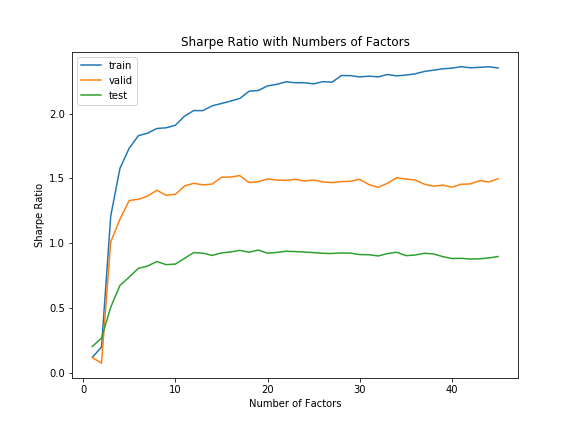 Sharpe Ratio with Numbers of Factors
train
valid
test
Sharpe Ratio
2.0
1.5
1.0
0.5
0.0
0 10 20 30 40
Number of Factors